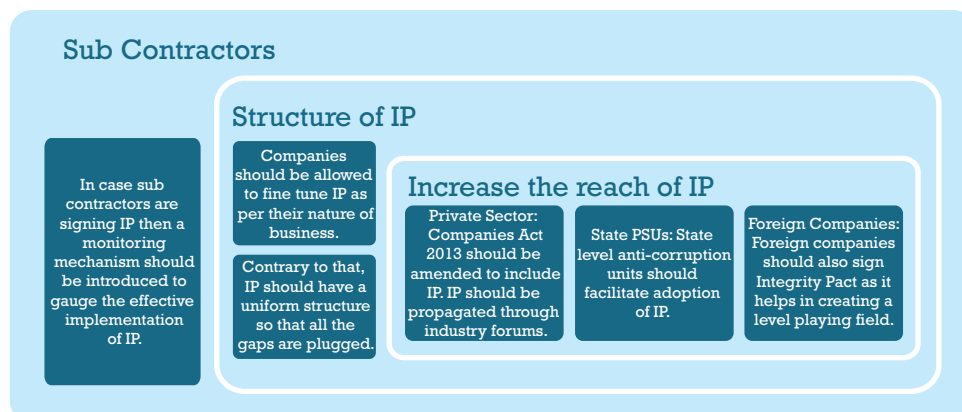 Sub Contractors
In case sub
contractors are
signing IP then a
monitoring
mechanism should
be introduced to
gauge the effective
implementation
of IP.
Structure of IP
Companies
should be allowed
to fine tune IP as
per their nature of
business.
Contrary to that,
IP should have a
uniform structure
so that all the
gaps are plugged.
Increase the reach of IP
Private Sector:
Companies Act
2013 should be
amended to include
IP. IP should be
propagated through
industry forums.
State PSUs: State
level anti-corruption
units should
facilitate adoption
of IP.
Foreign Companies:
Foreign companies
should also sign
Integrity Pact as it
helps in creating a
level playing field.